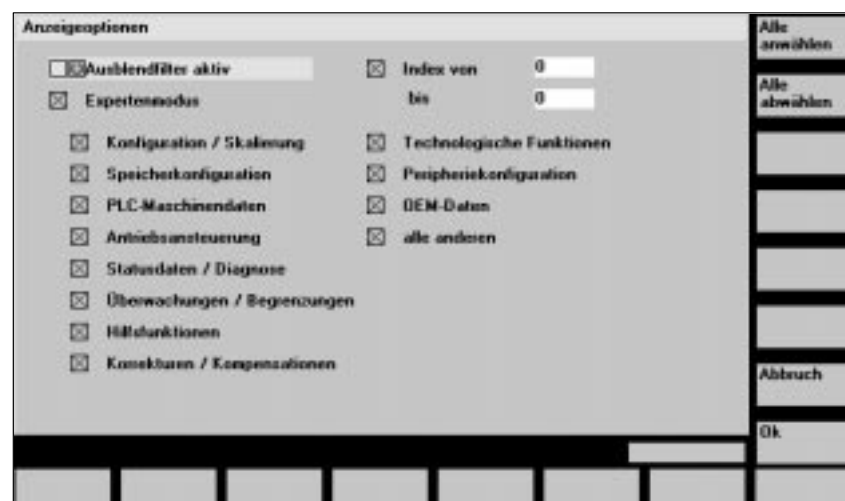 Anzeigeoptionen
Ausblendfilter aktiv
Expertenmodus
Index von 0
bis 0
Konfiguration / Skalierung
Speicherkonfiguration
PLC-Maschinendaten
Antriebsansteuerung
Statusdaten / Diagnose
Überwachungen / Begrenzungen
Hilfsfunktionen
Korrekturen / Kompensationen
Technologische Funktionen
Peripheriekonfiguration
OEM-Daten
alle anderen
Alle
anwählen
Alle
abwählen
Abbruch
Ok